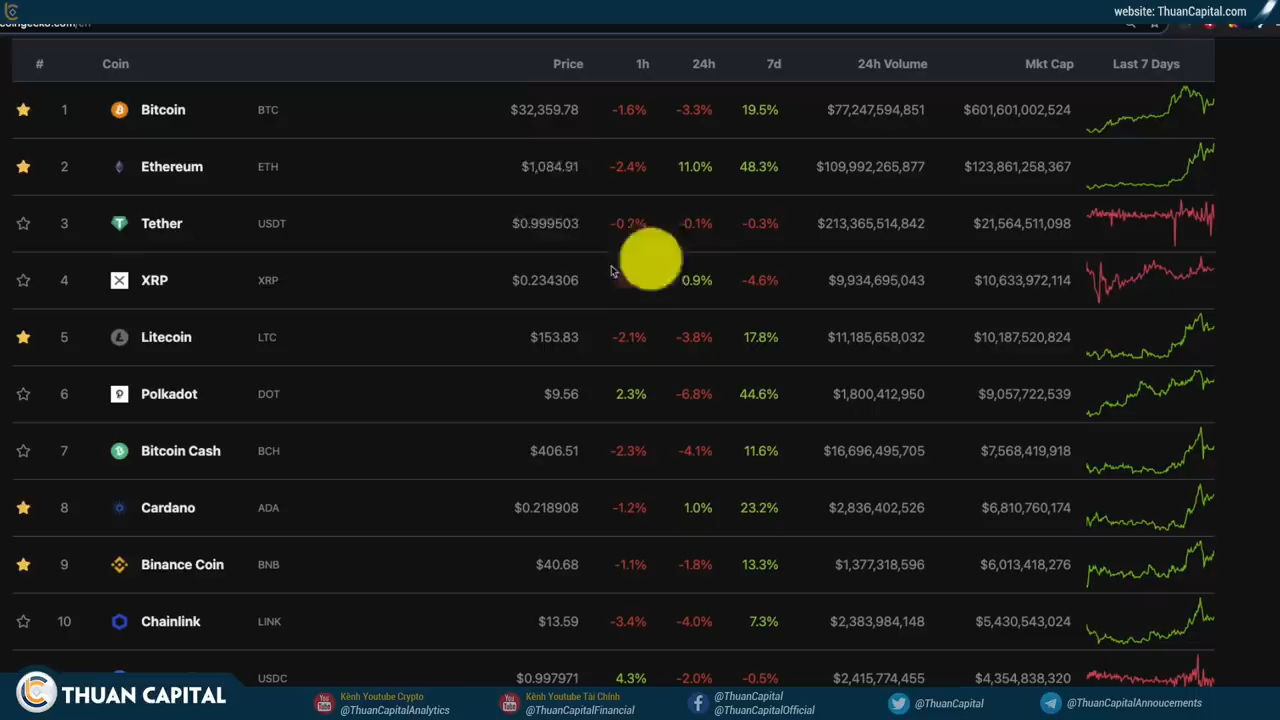 website: ThuanCapital.com
# Coin Price 1h 24h 7d 24h Volume Mkt Cap Last 7 Days
1 Bitcoin BTC $32,359.78 -1.6% -3.3% 19.5% $77,247,594,851 $601,601,002,524
2 Ethereum ETH $1,084.91 -2.4% 11.0% 48.3% $109,992,265,877 $123,861,258,367
3 Tether USDT $0.999503 -0.2% -0.1% -0.3% $213,365,514,842 $21,564,511,098
4 XRP XRP $0.234306 0.9% -4.6% $9,934,695,043 $10,633,972,114
5 Litecoin LTC $153.83 -2.1% -3.8% 17.8% $11,185,658,032 $10,187,520,824
6 Polkadot DOT $9.56 2.3% -6.8% 44.6% $1,800,412,950 $9,057,722,539
7 Bitcoin Cash BCH $406.51 -2.3% -4.1% 11.6% $16,696,495,705 $7,568,419,918
8 Cardano ADA $0.218908 -1.2% 1.0% 23.2% $2,836,402,526 $6,810,760,174
9 Binance Coin BNB $40.68 -1.1% -1.8% 13.3% $1,377,318,596 $6,013,418,276
10 Chainlink LINK $13.59 -3.4% -4.0% 7.3% $2,383,984,148 $5,430,543,024
USDC $0.997971 4.3% -2.0% -0.5% $2,415,774,455 $4,354,838,320
THUAN CAPITAL
Kênh Youtube Crypto
@ThuanCapitalAnalytics
Kênh Youtube Tài Chính
@ThuanCapitalFinancial
@ThuanCapital
@ThuanCapitalOfficial
@ThuanCapital
@ThuanCapitalAnnoucements